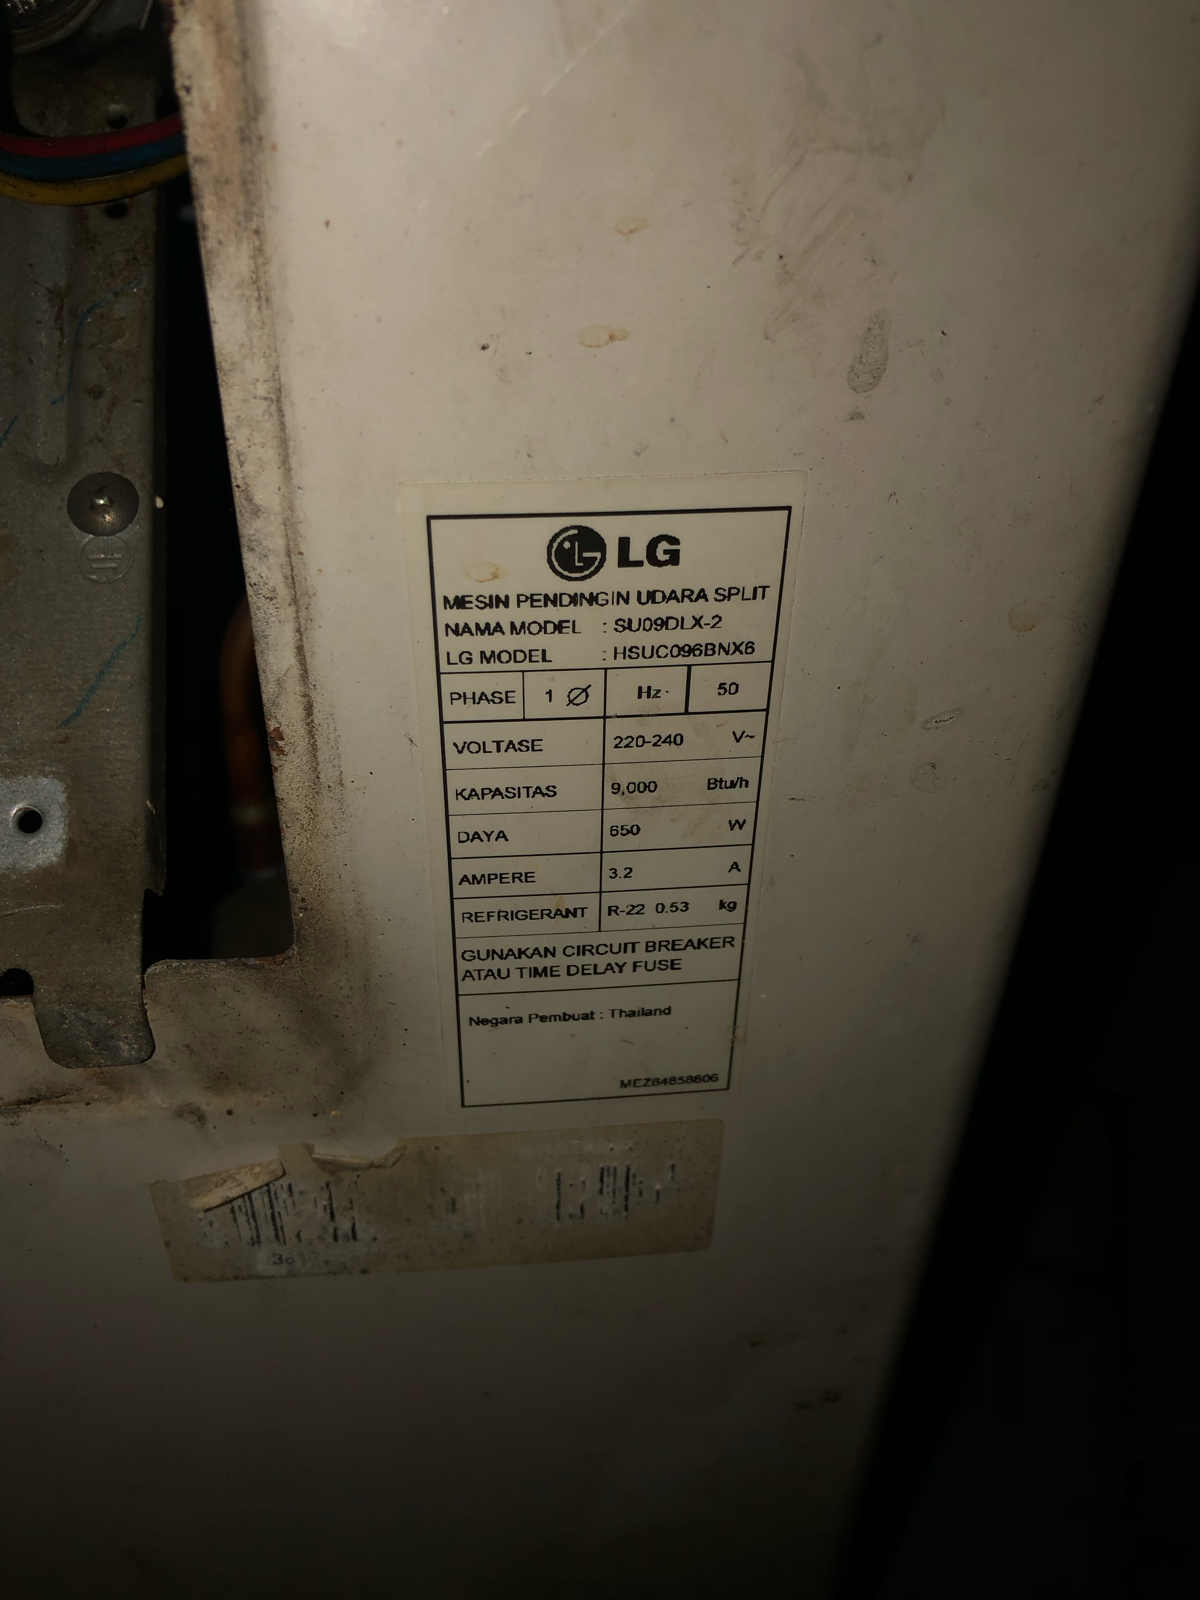 LG
MESIN PENDINGIN UDARA SPLIT
NAMA MODEL : SU09DLX-2
LG MODEL : HSUC096BNX6
PHASE 1 Ø Hz 50
VOLTASE 220-240 V~
KAPASITAS 9,000 Btu/h
DAYA 650 W
AMPERE 3.2 A
REFRIGERANT R-22 0.53 kg
GUNAKAN CIRCUIT BREAKER
ATAU TIME DELAY FUSE
Negara Pembuat : Thailand